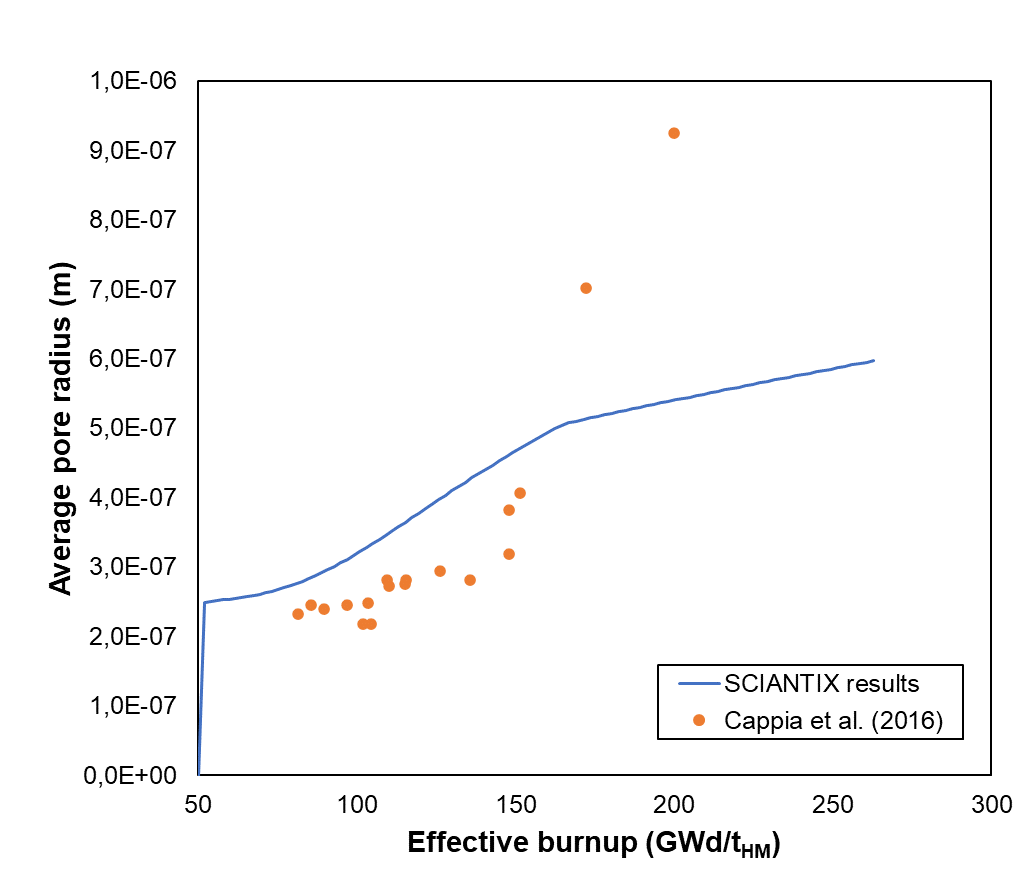 1,0E-06
9,0E-07
8,0E-07
7,0E-07
6,0E-07
5,0E-07
4,0E-07
3,0E-07
2,0E-07
1,0E-07
0,0E+00
Average pore radius (m)
SCIANTIX results
Cappia et al. (2016)
50 100 150 200 250 300
Effective burnup (GWd/tHM)